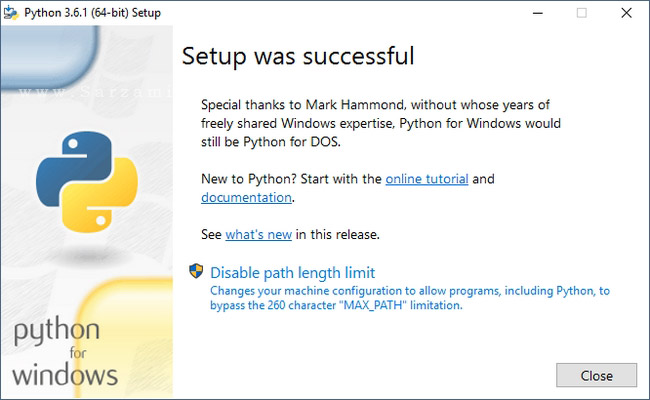 Python 3.6.1 (64-bit) Setup
Setup was successful
Special thanks to Mark Hammond, without whose years of
freely shared Windows expertise, Python for Windows would
still be Python for DOS.
New to Python? Start with the online tutorial and
documentation.
See what's new in this release.
Disable path length limit
Changes your machine configuration to allow programs, including Python, to
bypass the 260 character "MAX_PATH" limitation.
python
for
windows
Close